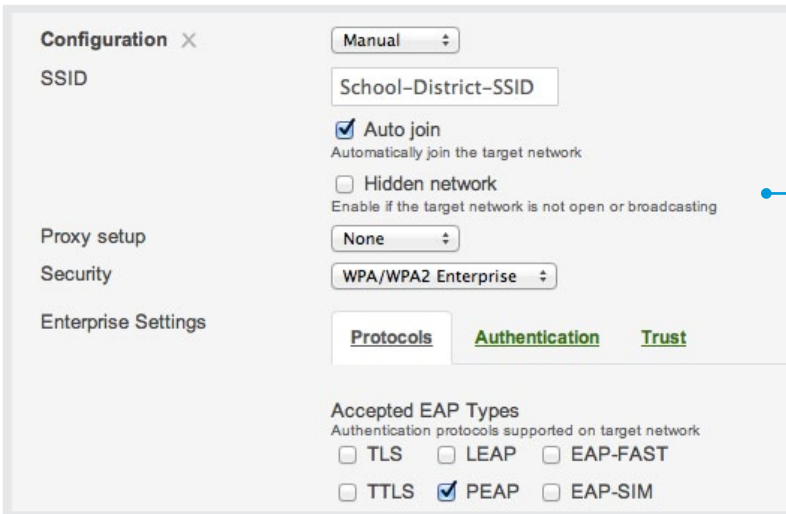 Configuration × Manual
SSID School-District-SSID
Auto join
Automatically join the target network
Hidden network
Enable if the target network is not open or broadcasting
Proxy setup None
Security WPA/WPA2 Enterprise
Enterprise Settings Protocols Authentication Trust
Accepted EAP Types
Authentication protocols supported on target network
TLS LEAP EAP-FAST
TTLS PEAP EAP-SIM